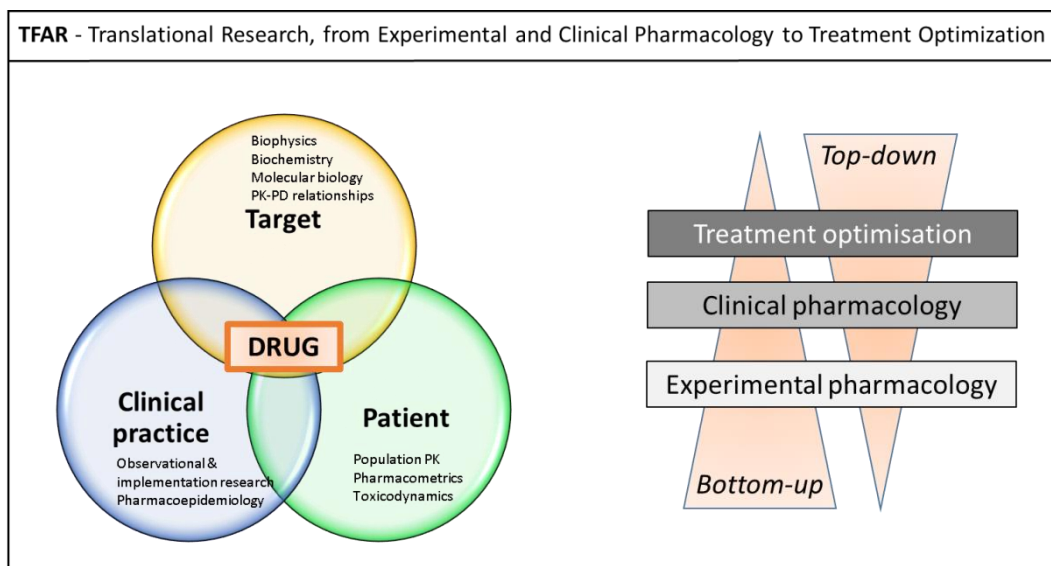 TFAR - Translational Research, from Experimental and Clinical Pharmacology to Treatment Optimization
Biophysics
Biochemistry
Molecular biology
PK-PD relationships
Target
DRUG
Clinical
practice
Observational &
implementation research
Pharmacoepidemiology
Patient
Population PK
Pharmacometrics
Toxicodynamics
Top-down
Treatment optimisation
Clinical pharmacology
Experimental pharmacology
Bottom-up